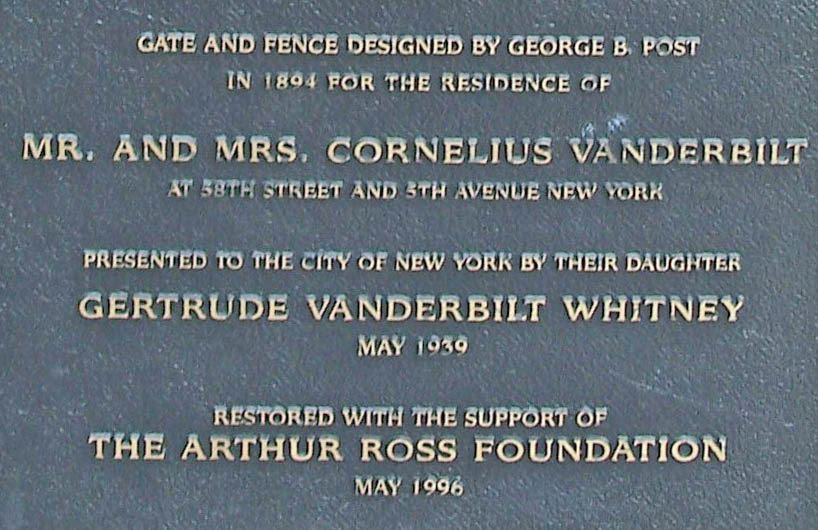 GATE AND FENCE DESIGNED BY GEORGE B. POST
IN 1894 FOR THE RESIDENCE OF
MR. AND MRS. CORNELIUS VANDERBILT
AT 58TH STREET AND 5TH AVENUE NEW YORK
PRESENTED TO THE CITY OF NEW YORK BY THEIR DAUGHTER
GERTRUDE VANDERBILT WHITNEY
MAY 1939
RESTORED WITH THE SUPPORT OF
THE ARTHUR ROSS FOUNDATION
MAY 1996